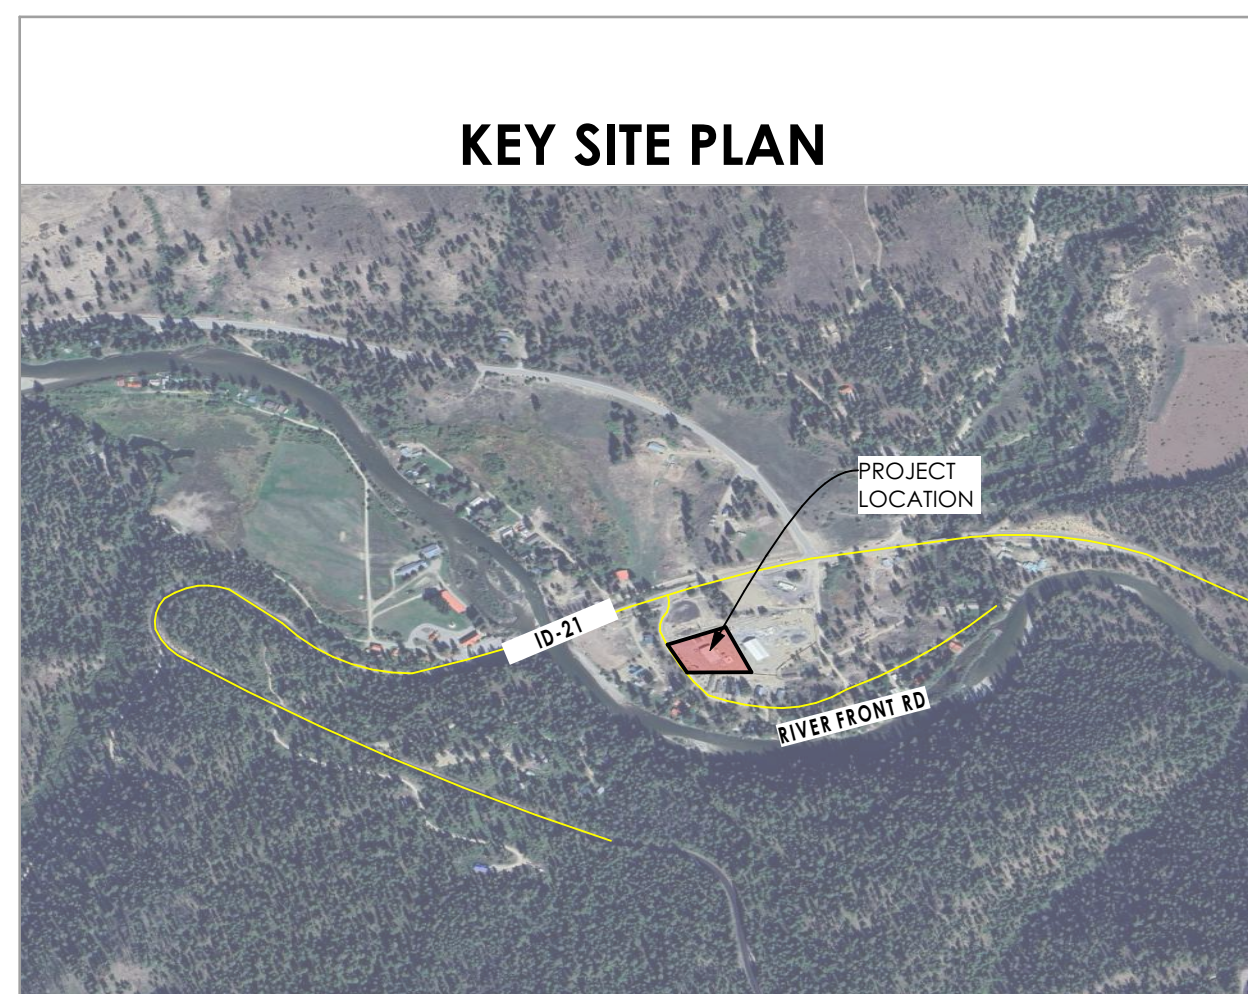 KEY SITE PLAN
PROJECT
LOCATION
ID-21
RIVER FRONT RD